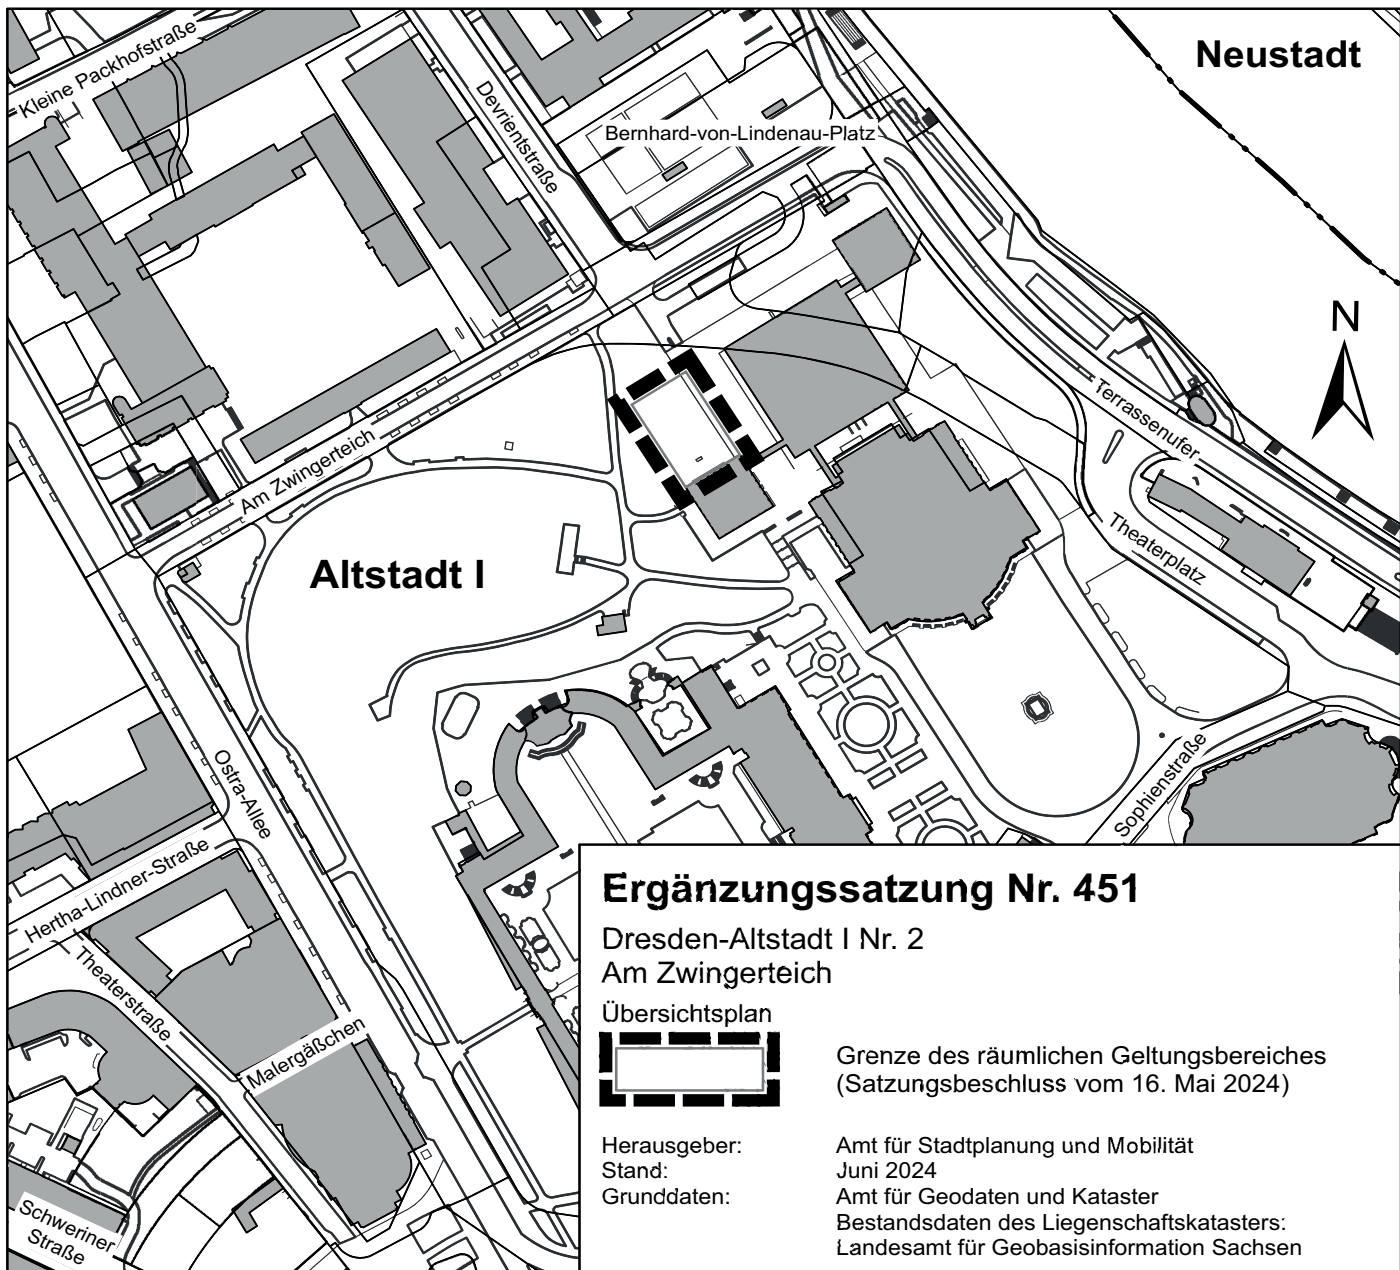 Kleine Packhofstraße
Devrientstraße
Neustadt
Bernhard-von-Lindenau-Platz
N
Terrassenufer
Am Zwingerteich
Theaterplatz
Altstadt I
Ostra-Allee
Sophienstraße
Hertha-Lindner-Straße
Theaterstraße
Malergäßchen
Schweriner
Straße
Ergänzungssatzung Nr. 451
Dresden-Altstadt I Nr. 2
Am Zwingerteich
Übersichtsplan
Grenze des räumlichen Geltungsbereiches
(Satzungsbeschluss vom 16. Mai 2024)
Herausgeber: Amt für Stadtplanung und Mobilität
Stand: Juni 2024
Grunddaten: Amt für Geodaten und Kataster
Bestandsdaten des Liegenschaftskatasters:
Landesamt für Geobasisinformation Sachsen